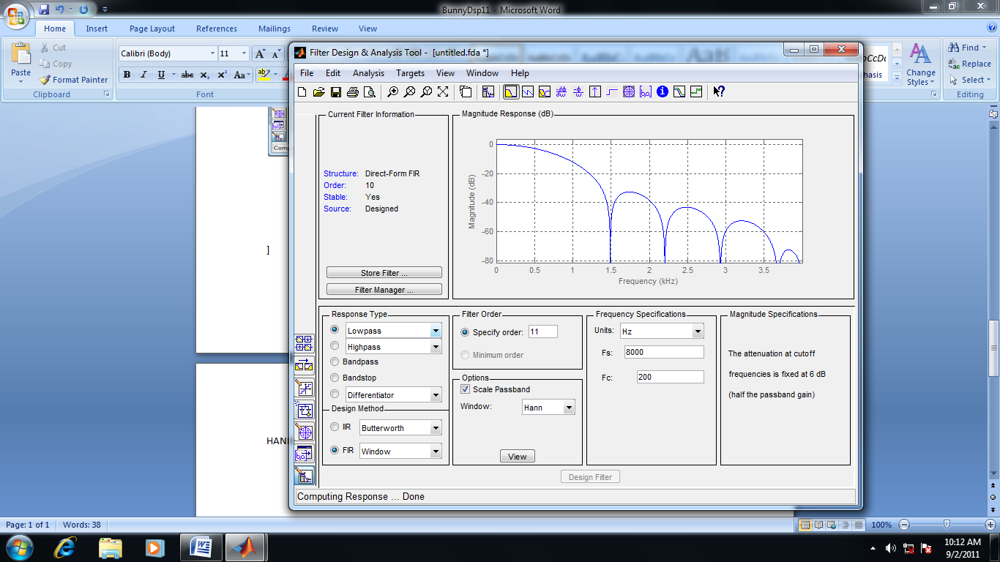 BunnyDsp11 - Microsoft Word
Home Insert Page Layout References Mailings Review View
Paste
Cut
Copy
Format Painter
Clipboard
Calibri (Body) 11
B I U abc x₂ x² Aa ab
Font
Change Styles
Find
Replace
Select
Editing
Filter Design & Analysis Tool - [untitled.fda *]
File Edit Analysis Targets View Window Help
Current Filter Information
Structure: Direct-Form FIR
Order: 10
Stable: Yes
Source: Designed
Store Filter ...
Filter Manager ...
Magnitude Response (dB)
0
-20
-40
-60
-80
Magnitude (dB)
0 0.5 1 1.5 2 2.5 3 3.5
Frequency (kHz)
Response Type
Lowpass
Highpass
Bandpass
Bandstop
Differentiator
Design Method
IIR Butterworth
FIR Window
Filter Order
Specify order: 11
Minimum order
Options
Scale Passband
Window: Hann
View
Frequency Specifications
Units: Hz
Fs: 8000
Fc: 200
Magnitude Specifications
The attenuation at cutoff
frequencies is fixed at 6 dB
(half the passband gain)
Design Filter
Computing Response ... Done
]
Page: 1 of 1 Words: 38
100%
10:12 AM
9/2/2011